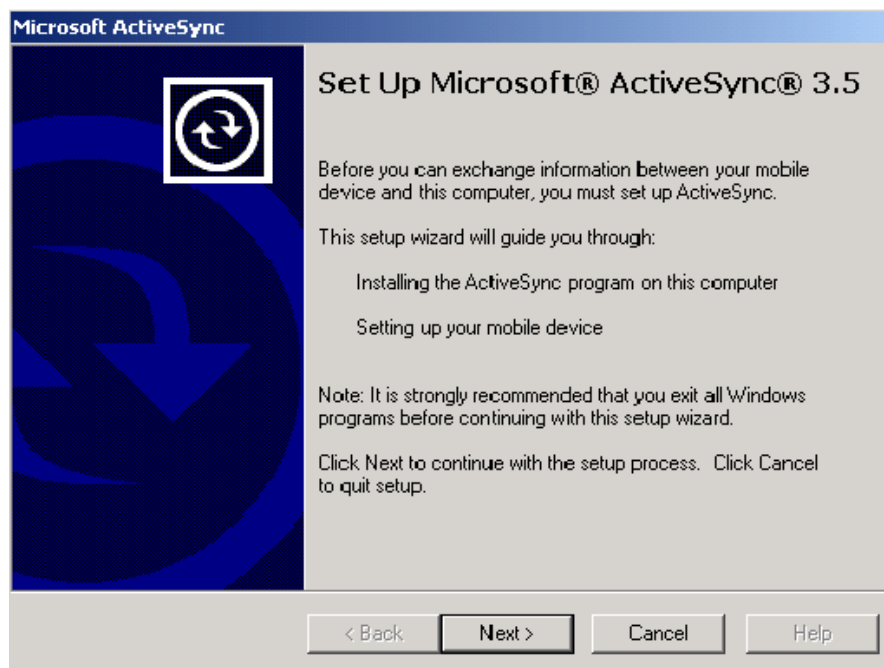 Microsoft ActiveSync
Set Up Microsoft® ActiveSync® 3.5
Before you can exchange information between your mobile
device and this computer, you must set up ActiveSync.
This setup wizard will guide you through:
Installing the ActiveSync program on this computer
Setting up your mobile device
Note: It is strongly recommended that you exit all Windows
programs before continuing with this setup wizard.
Click Next to continue with the setup process. Click Cancel
to quit setup.
< Back Next > Cancel Help